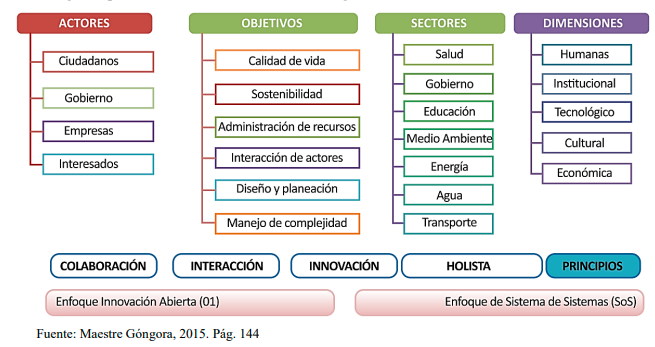 ACTORES
Ciudadanos
Gobierno
Empresas
Interesados
OBJETIVOS
Calidad de vida
Sostenibilidad
Administración de recursos
Interacción de actores
Diseño y planeación
Manejo de complejidad
SECTORES
Salud
Gobierno
Educación
Medio Ambiente
Energía
Agua
Transporte
DIMENSIONES
Humanas
Institucional
Tecnológico
Cultural
Económica
COLABORACIÓN
INTERACCIÓN
INNOVACIÓN
HOLISTA
PRINCIPIOS
Enfoque Innovación Abierta (01)
Enfoque de Sistema de Sistemas (SoS)
Fuente: Maestre Góngora, 2015. Pág. 144